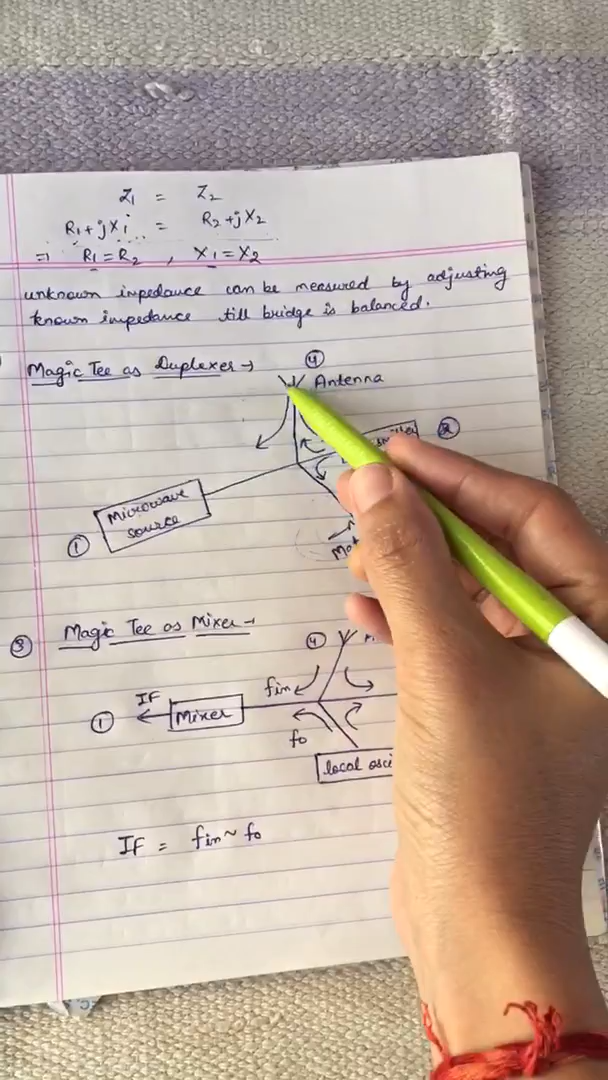 Z1 = Z2
R1+jX1 = R2+jX2
⇒ R1=R2 , X1=X2
unknown impedance can be measured by adjusting
known impedance till bridge is balanced.
Magic Tee as Duplexer→
④
Antenna
②
Microwave
source
①
③ Magic Tee as Mixer→
④
fin
IF
① Mixer
fo
local osci
IF = fin~fo